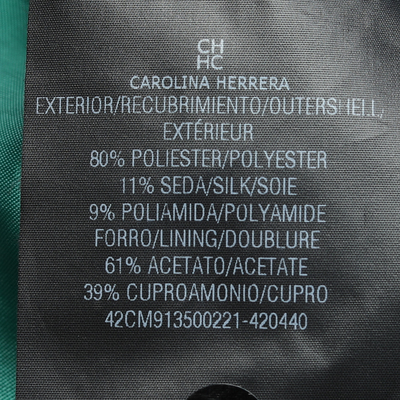 CH
HC
CAROLINA HERRERA
EXTERIOR/RECUBRIMIENTO/OUTERSHELL/
EXTÉRIEUR
80% POLIESTER/POLYESTER
11% SEDA/SILK/SOIE
9% POLIAMIDA/POLYAMIDE
FORRO/LINING/DOUBLURE
61% ACETATO/ACETATE
39% CUPROAMONIO/CUPRO
42CM913500221-420440